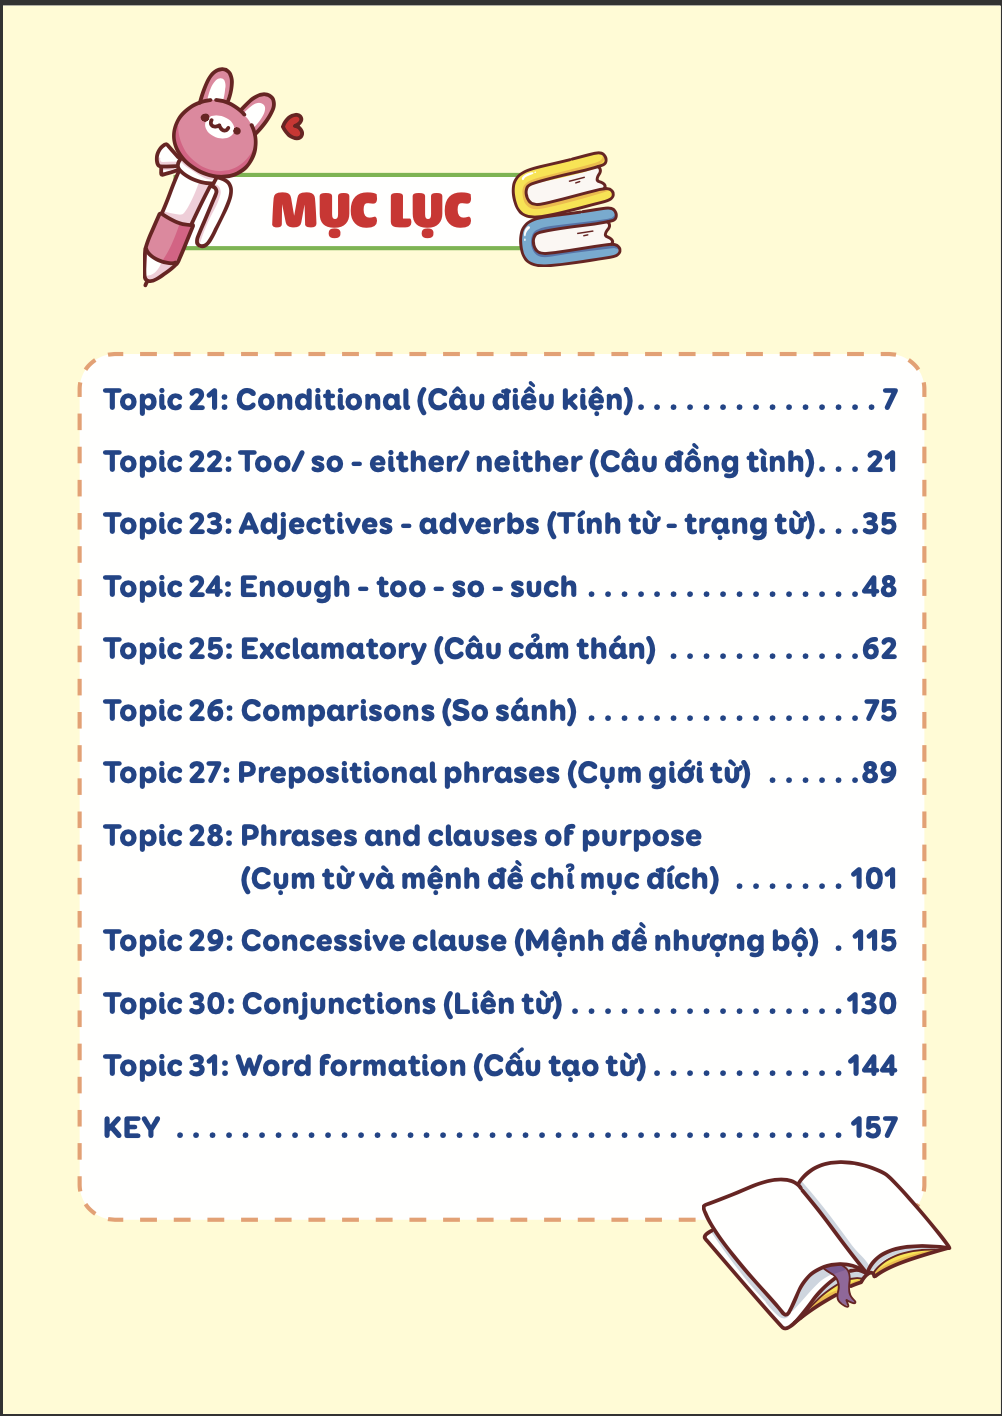 MỤC LỤC
Topic 21: Conditional (Câu điều kiện). . . . . . . . . . . . . . . 7
Topic 22: Too/ so - either/ neither (Câu đồng tình). . . 21
Topic 23: Adjectives - adverbs (Tính từ - trạng từ). . .35
Topic 24: Enough - too - so - such . . . . . . . . . . . . . . . . .48
Topic 25: Exclamatory (Câu cảm thán) . . . . . . . . . . . .62
Topic 26: Comparisons (So sánh) . . . . . . . . . . . . . . . . .75
Topic 27: Prepositional phrases (Cụm giới từ) . . . . . .89
Topic 28: Phrases and clauses of purpose
(Cụm từ và mệnh đề chỉ mục đích) . . . . . . . 101
Topic 29: Concessive clause (Mệnh đề nhượng bộ) . 115
Topic 30: Conjunctions (Liên từ) . . . . . . . . . . . . . . . . .130
Topic 31: Word formation (Cấu tạo từ) . . . . . . . . . . . .144
KEY . . . . . . . . . . . . . . . . . . . . . . . . . . . . . . . . . . . . . . . . . . 157